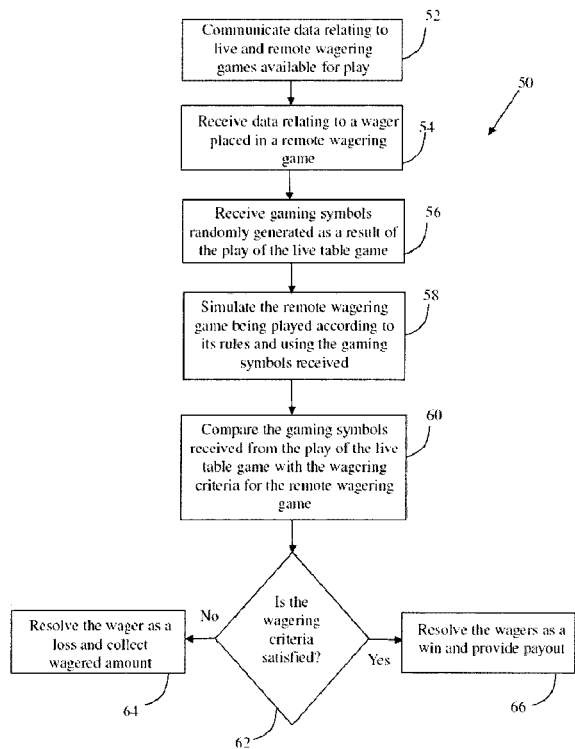 Communicate data relating to
live and remote wagering
games available for play
52
50
Receive data relating to a wager
placed in a remote wagering
game
54
Receive gaming symbols
randomly generated as a result of
the play of the live table game
56
Simulate the remote wagering
game being played according to
its rules and using the gaming
symbols received
58
Compare the gaming symbols
received from the play of the live
table game with the wagering
criteria for the remote wagering
game
60
Is the
wagering
criteria
satisfied?
62
No
Yes
Resolve the wager as a
loss and collect
wagered amount
64
Resolve the wagers as a
win and provide payout
66